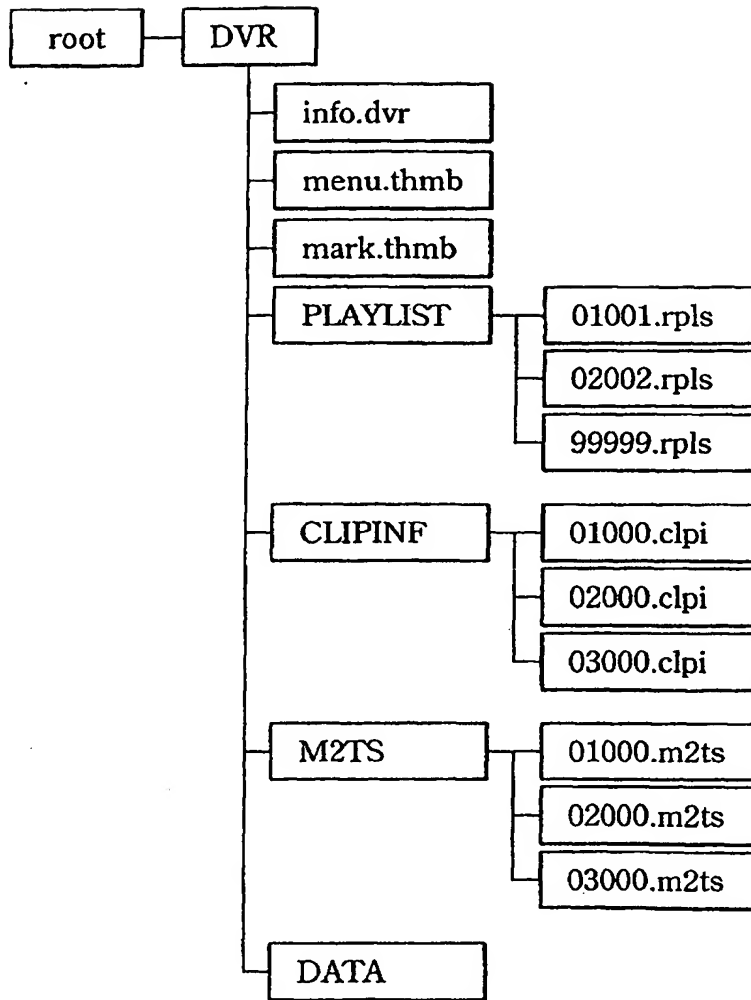 root DVR
info.dvr
menu.thmb
mark.thmb
PLAYLIST 01001.rpls
02002.rpls
99999.rpls
CLIPINF 01000.clpi
02000.clpi
03000.clpi
M2TS 01000.m2ts
02000.m2ts
03000.m2ts
DATA